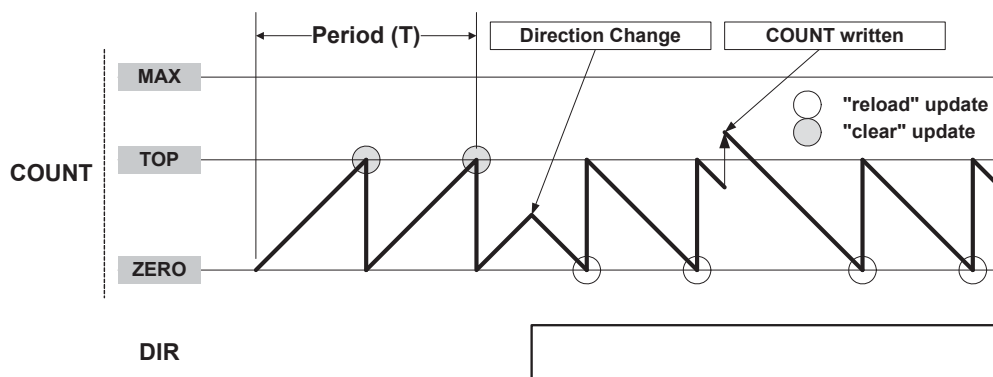 Period (T)
Direction Change
COUNT written
MAX
"reload" update
"clear" update
TOP
COUNT
ZERO
DIR